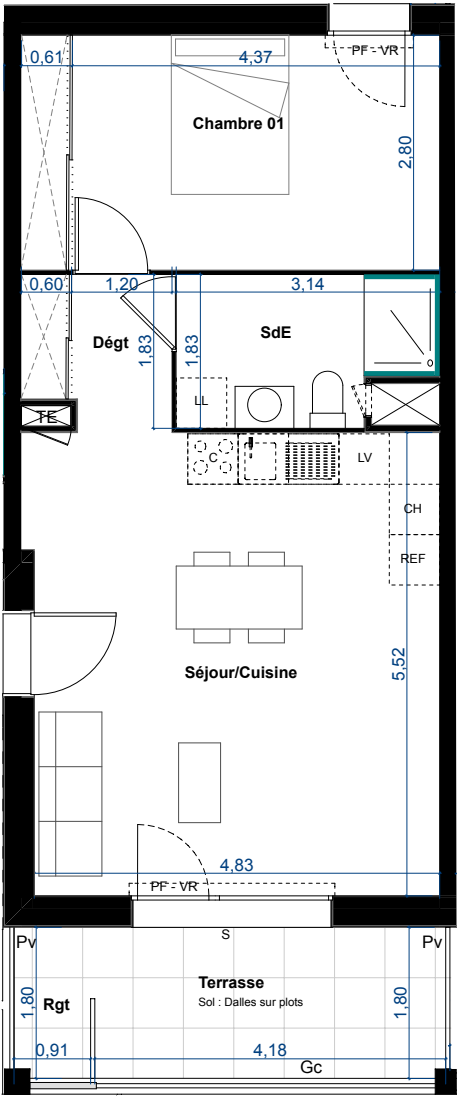 PF - VR
0,61
4,37
Chambre 01
2,80
0,60
1,20
3,14
SdE
Dégt
1,83
1,83
LL
TE
C
LV
CH
REF
5,52
Séjour/Cuisine
4,83
PF - VR
S
Pv
Pv
Terrasse
Sol : Dalles sur plots
Rgt
1,80
1,80
0,91
4,18
Gc